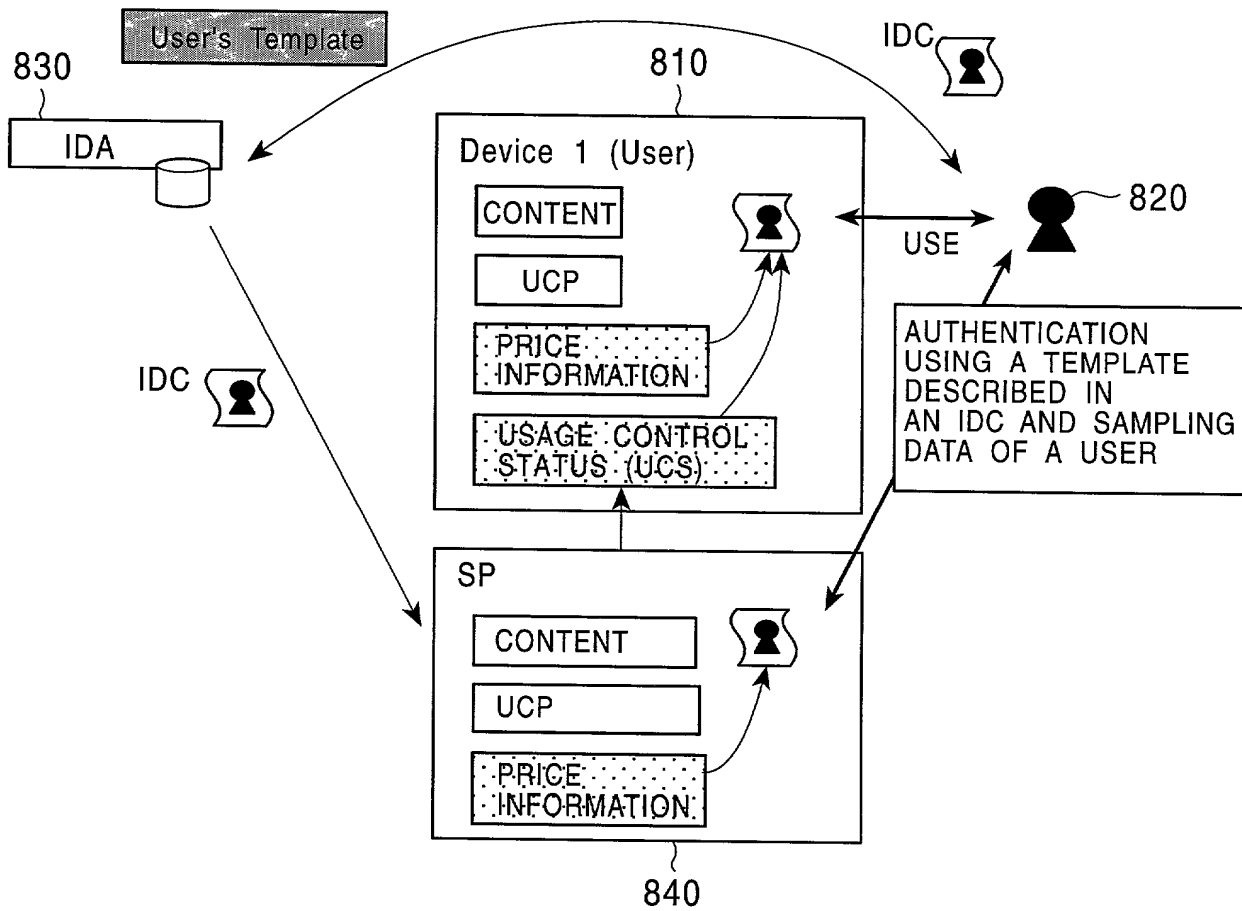 User's Template
IDC
830
810
IDA
Device 1 (User)
CONTENT
820
USE
UCP
PRICE
INFORMATION
AUTHENTICATION
USING A TEMPLATE
DESCRIBED IN
AN IDC AND SAMPLING
DATA OF A USER
IDC
USAGE CONTROL
STATUS (UCS)
SP
CONTENT
UCP
PRICE
INFORMATION
840